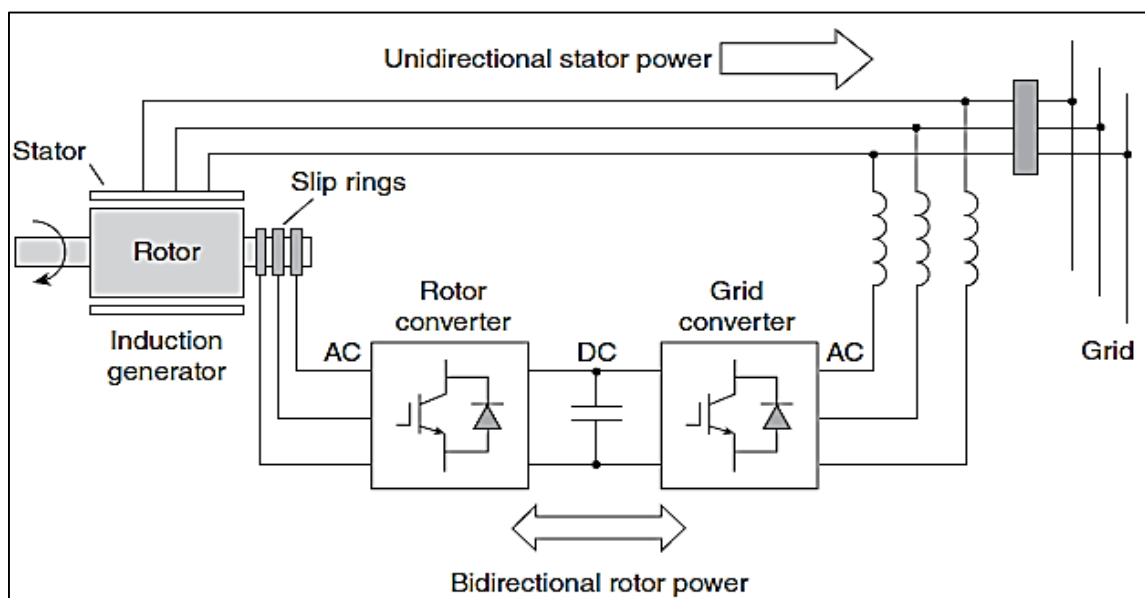 Unidirectional stator power
Stator
Slip rings
Rotor
Rotor
converter
Grid
converter
Induction
generator
AC
DC
AC
Grid
Bidirectional rotor power